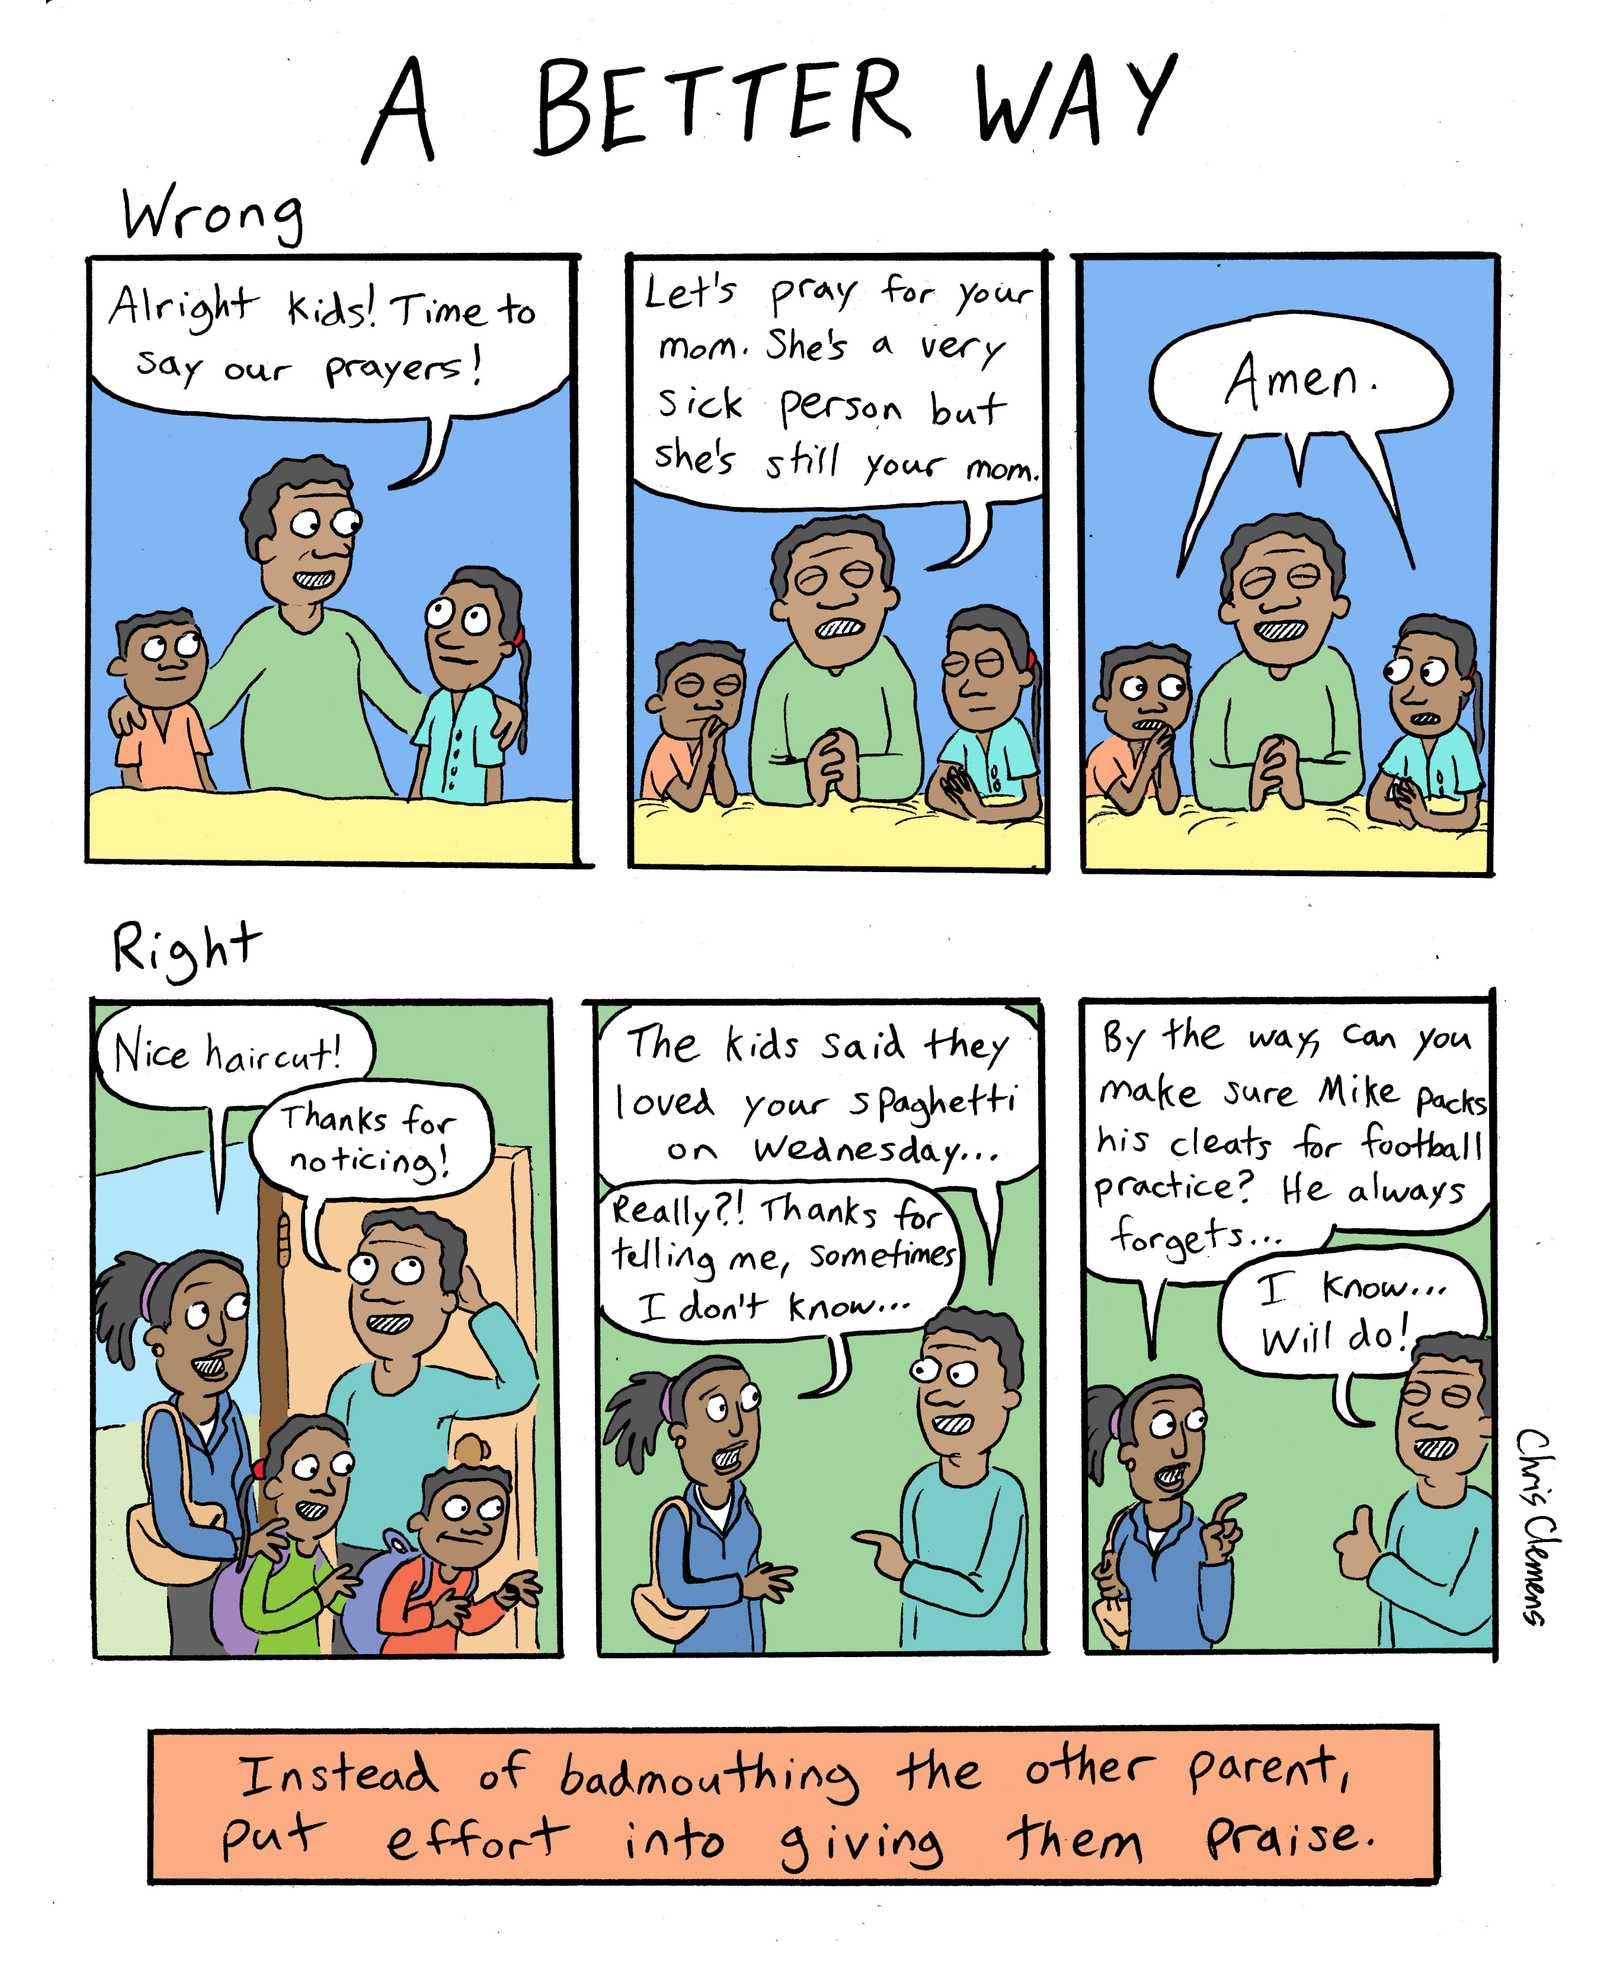 A BETTER WAY
Wrong
Alright kids! Time to
say our prayers!
Let's pray for your
mom. She's a very
sick person but
she's still your mom.
Amen.
Right
Nice haircut!
Thanks for
noticing!
The kids said they
loved your spaghetti
on Wednesday...
Really?! Thanks for
telling me, sometimes
I don't know...
By the way, can you
make sure Mike packs
his cleats for football
practice? He always
forgets...
I know...
Will do!
Chris Clemens
Instead of badmouthing the other parent,
put effort into giving them praise.